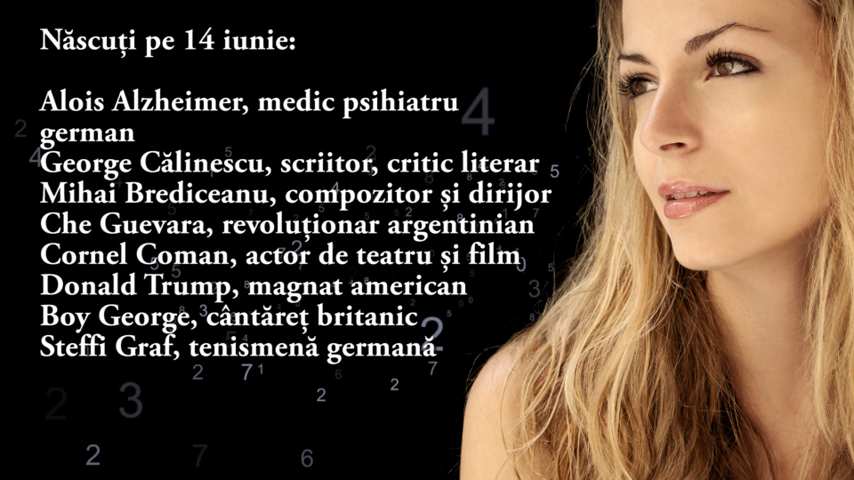 Născuți pe 14 iunie:
Alois Alzheimer, medic psihiatru
german
George Călinescu, scriitor, critic literar
Mihai Brediceanu, compozitor și dirijor
Che Guevara, revoluționar argentinian
Cornel Coman, actor de teatru și film
Donald Trump, magnat american
Boy George, cântăreț britanic
Steffi Graf, tenismenă germană